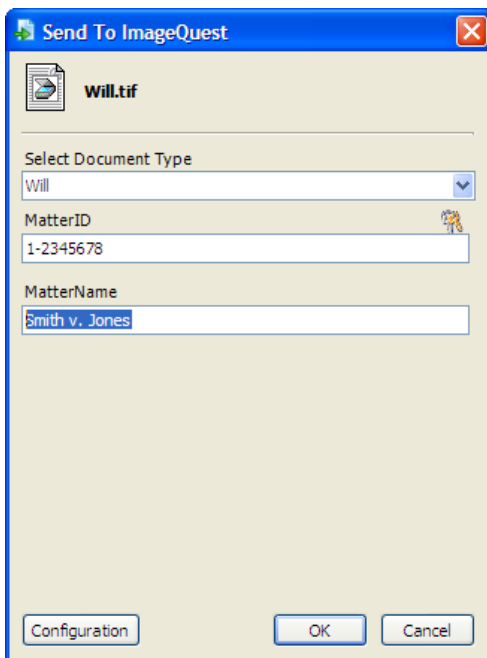 Send To ImageQuest
Will.tif
Select Document Type
Will
MatterID
1-2345678
MatterName
Smith v. Jones
Configuration
OK
Cancel